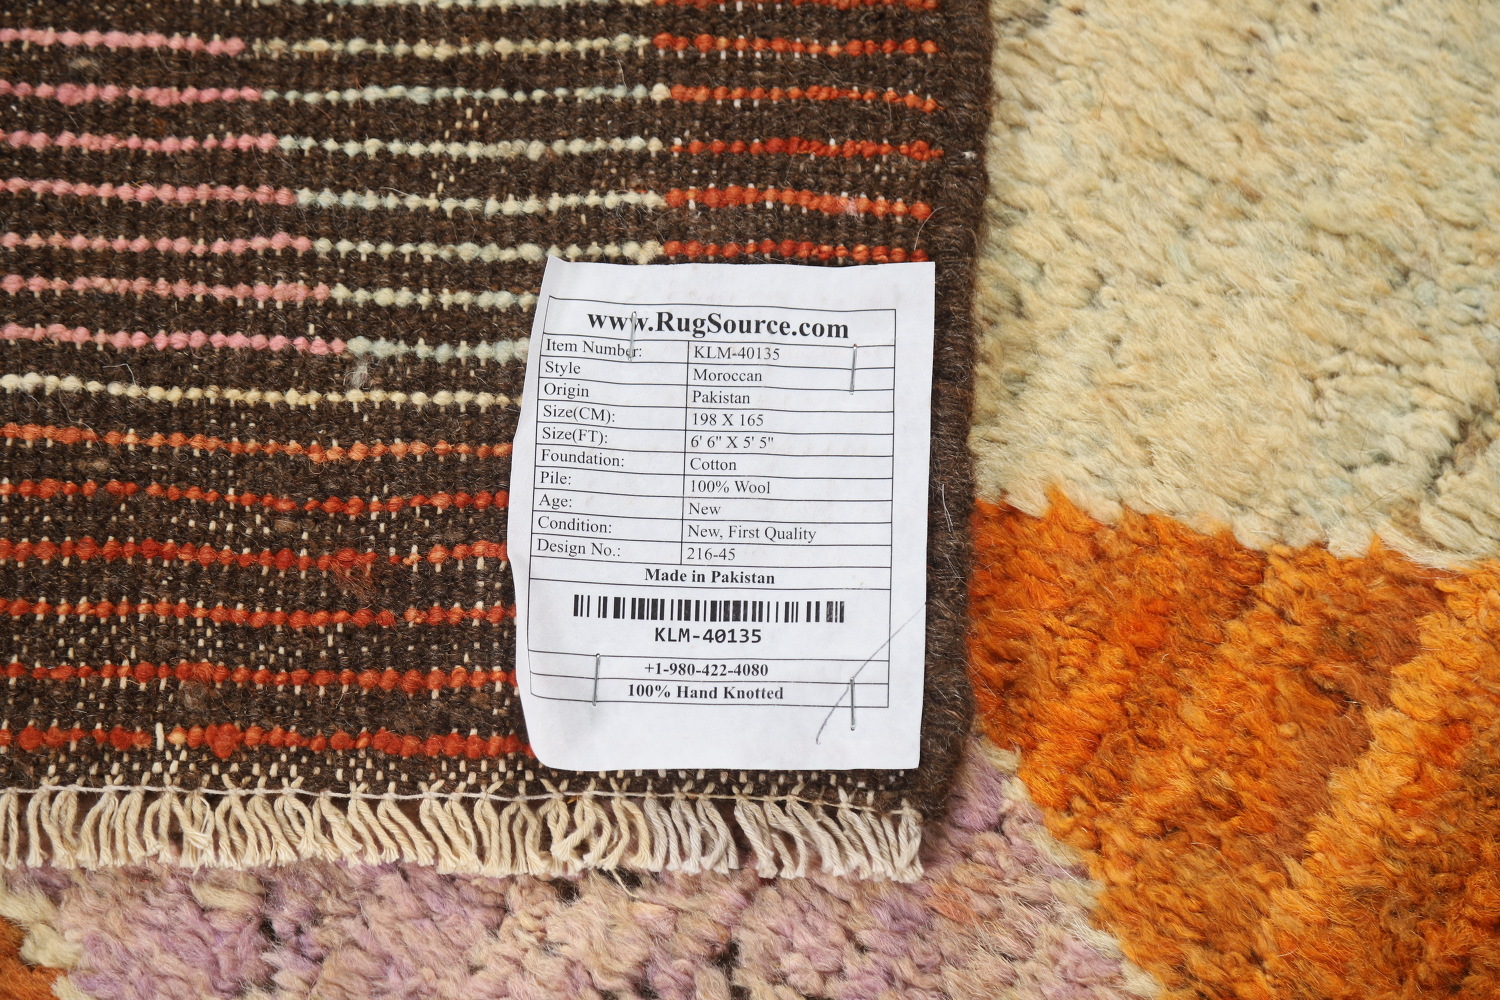 www.RugSource.com
Item Number: KLM-40135
Style Moroccan
Origin Pakistan
Size(CM): 198 X 165
Size(FT): 6' 6" X 5' 5"
Foundation: Cotton
Pile: 100% Wool
Age: New
Condition: New, First Quality
Design No.: 216-45
Made in Pakistan
KLM-40135
+1-980-422-4080
100% Hand Knotted